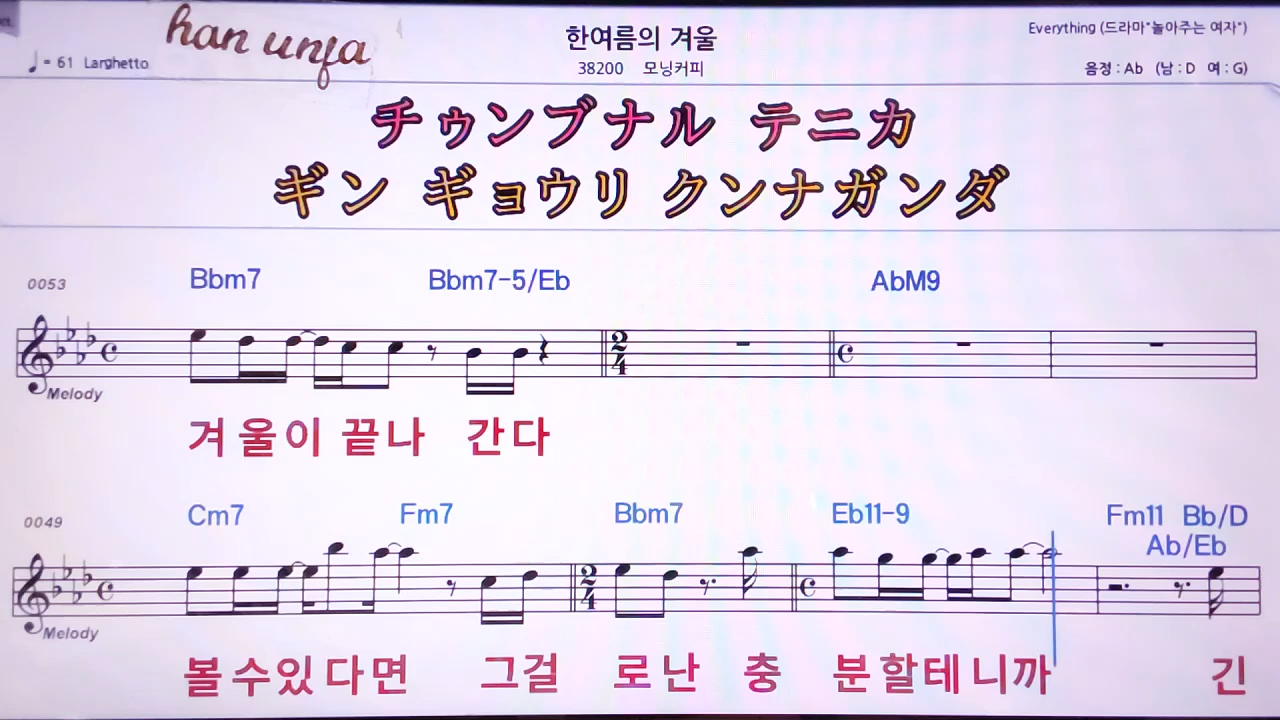 han unfa
한여름의 겨울
Everything (드라마"놀아주는 여자")
♩= 61 Larghetto
38200 모닝커피
음정 : Ab (남 : D 여 : G)
チゥンブナル テニカ
ギン ギョウリ クンナガンダ
0053
Bbm7 Bbm7-5/Eb AbM9
Melody
겨울이 끝나 간다
0049
Cm7 Fm7 Bbm7 Eb11-9 Fm11 Bb/D
Ab/Eb
Melody
볼수있다면 그걸 로난 충 분할테니까 긴